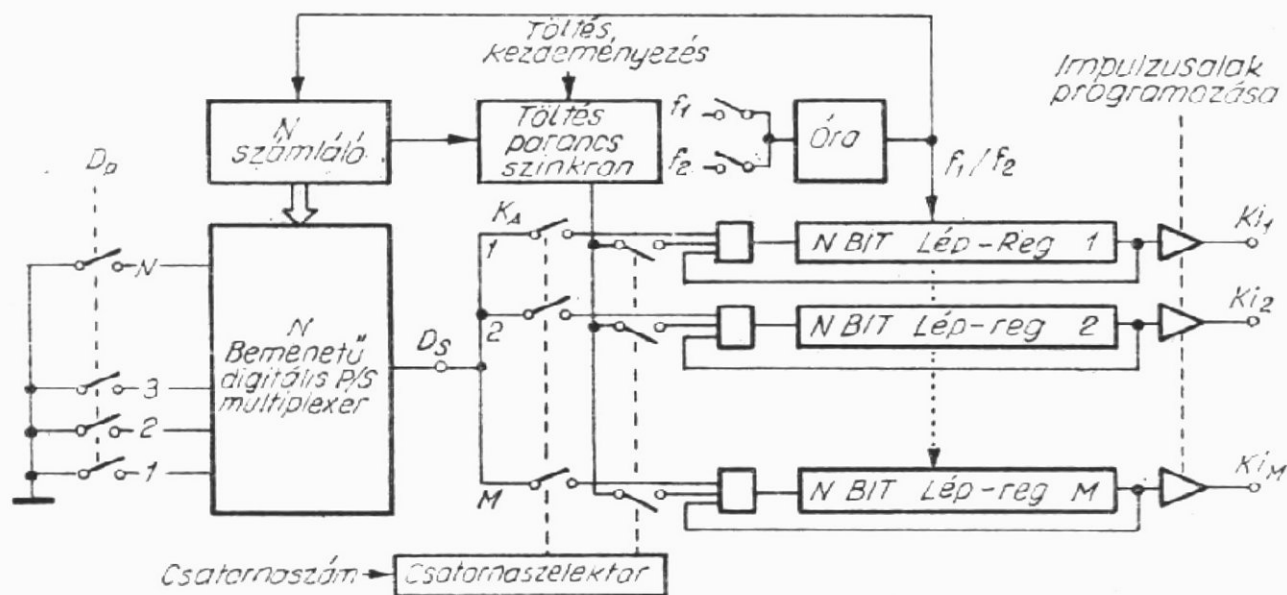 Töltés,
kezdeményezés
Impulzusalak
programozása
N
számláló
Töltés
parancs
szinkron
f1
f2
Óra
f1/f2
Dp
KA
N
3
2
1
N
Bemenetű
digitális P/S
multiplexer
DS
1
2
M
N BIT Lép-Reg 1
Ki1
N BIT Lép-reg 2
Ki2
N BIT Lép-reg M
KiM
Csatornaszám
Csatornaszelektor